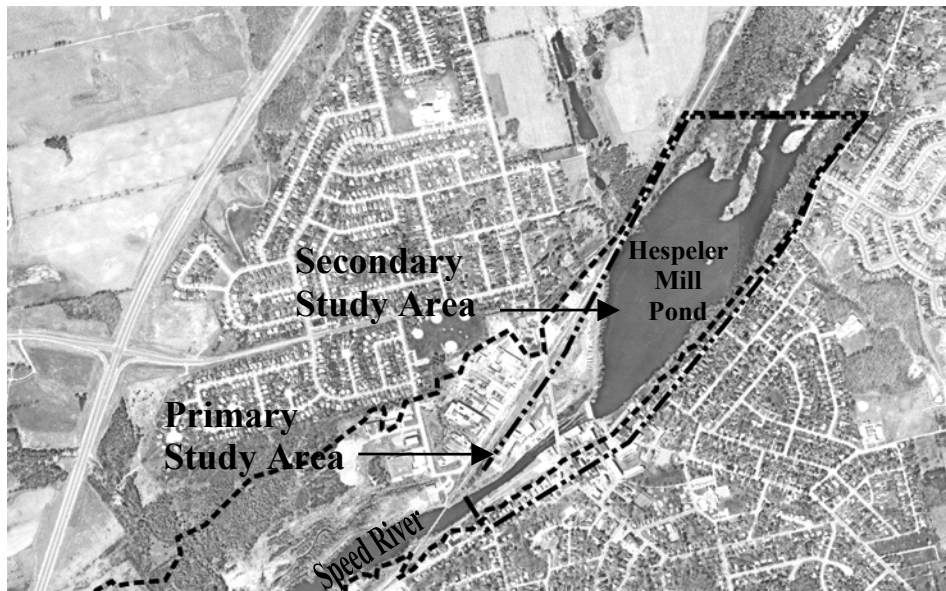 Hespeler
Mill
Pond
Secondary
Study Area
Primary
Study Area
Speed River